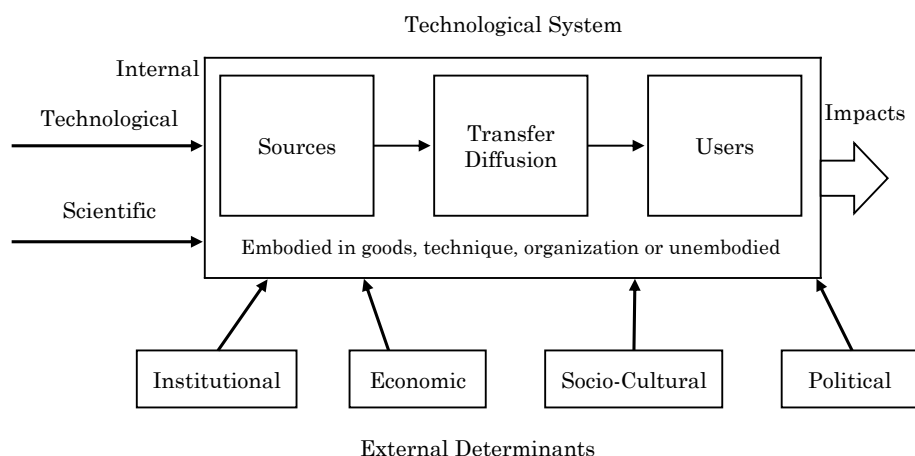 Technological System
Internal
Technological
Scientific
Sources
Transfer
Diffusion
Users
Impacts
Embodied in goods, technique, organization or unembodied
Institutional
Economic
Socio-Cultural
Political
External Determinants